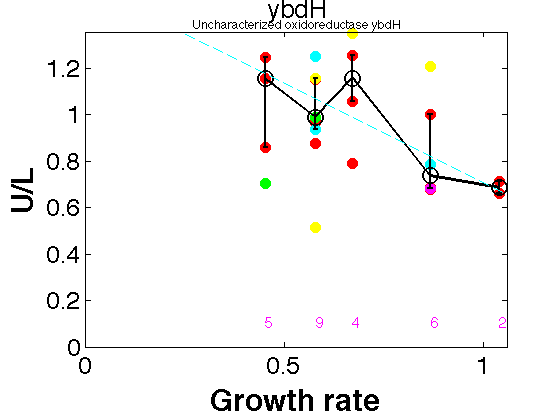 ybdH
Uncharacterized oxidoreductase ybdH
1.2
1
0.8
0.6
0.4
0.2
0
U/L
5 9 4 6 2
0 0.5 1
Growth rate